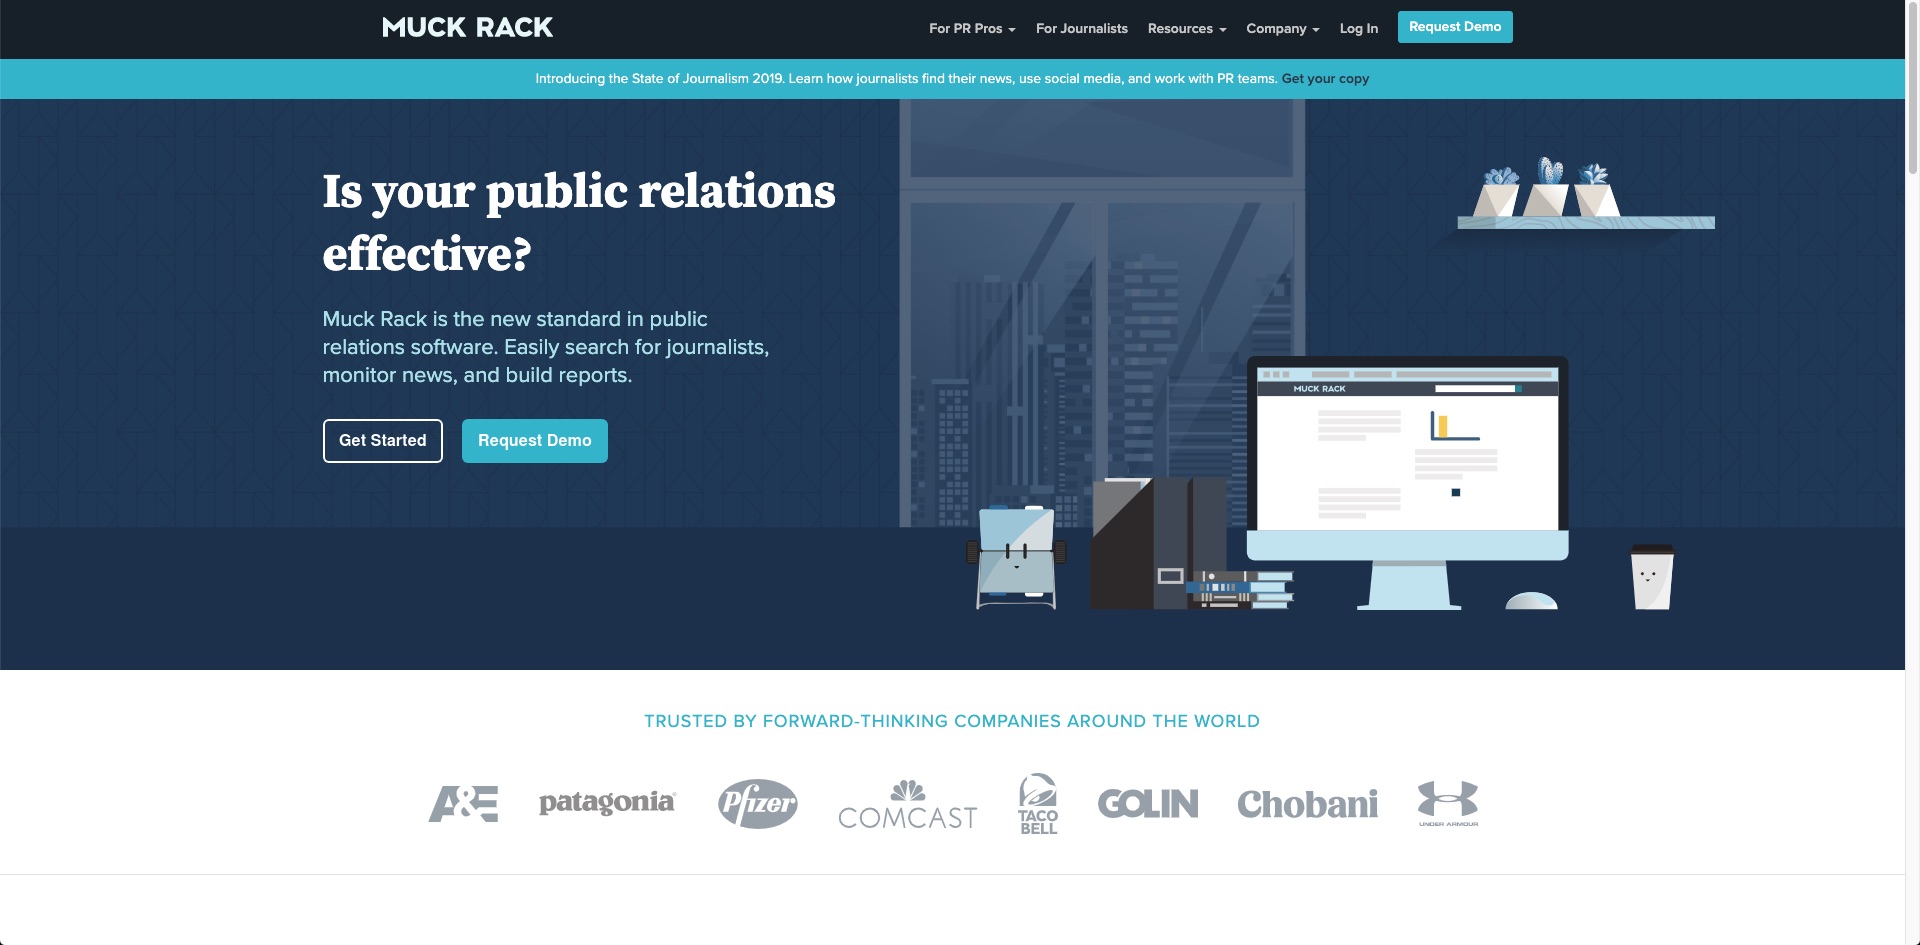 MUCK RACK
For PR Pros
For Journalists
Resources
Company
Log In
Request Demo
Introducing the State of Journalism 2019. Learn how journalists find their news, use social media, and work with PR teams. Get your copy
Is your public relations
effective?
Muck Rack is the new standard in public
relations software. Easily search for journalists,
monitor news, and build reports.
Get Started
Request Demo
MUCK RACK
TRUSTED BY FORWARD-THINKING COMPANIES AROUND THE WORLD
A&E
patagonia
Pfizer
COMCAST
TACO
BELL
GOLIN
Chobani
UNDER ARMOUR